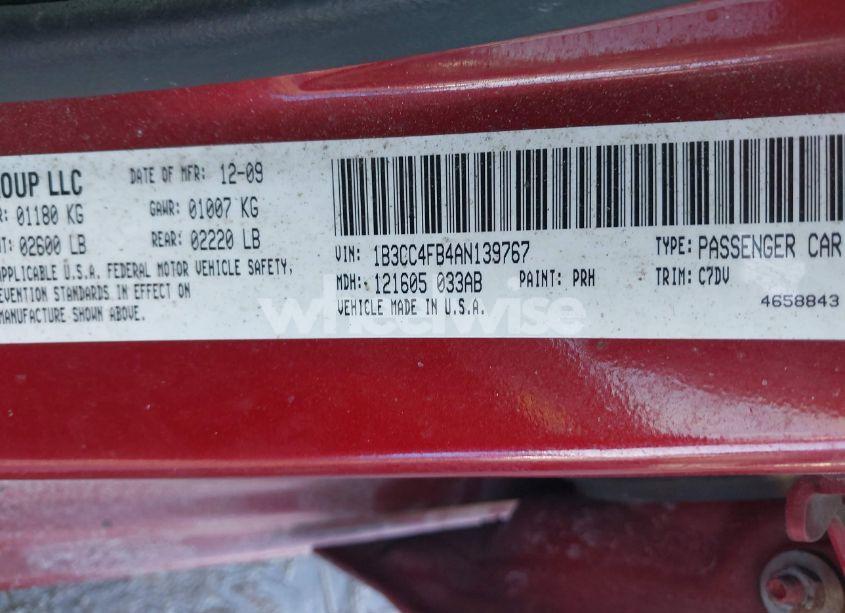 ROUP LLC
DATE OF MFR: 12-09
R: 01180 KG
GAWR: 01007 KG
NT: 02600 LB
REAR: 02220 LB
APPLICABLE U.S.A. FEDERAL MOTOR VEHICLE SAFETY,
EVENTION STANDARDS IN EFFECT ON
MANUFACTURE SHOWN ABOVE.
VIN: 1B3CC4FB4AN139767
TYPE: PASSENGER CAR
MDH: 121605 033AB
PAINT: PRH
TRIM: C7DV
VEHICLE MADE IN U.S.A.
4658843
wheelwise